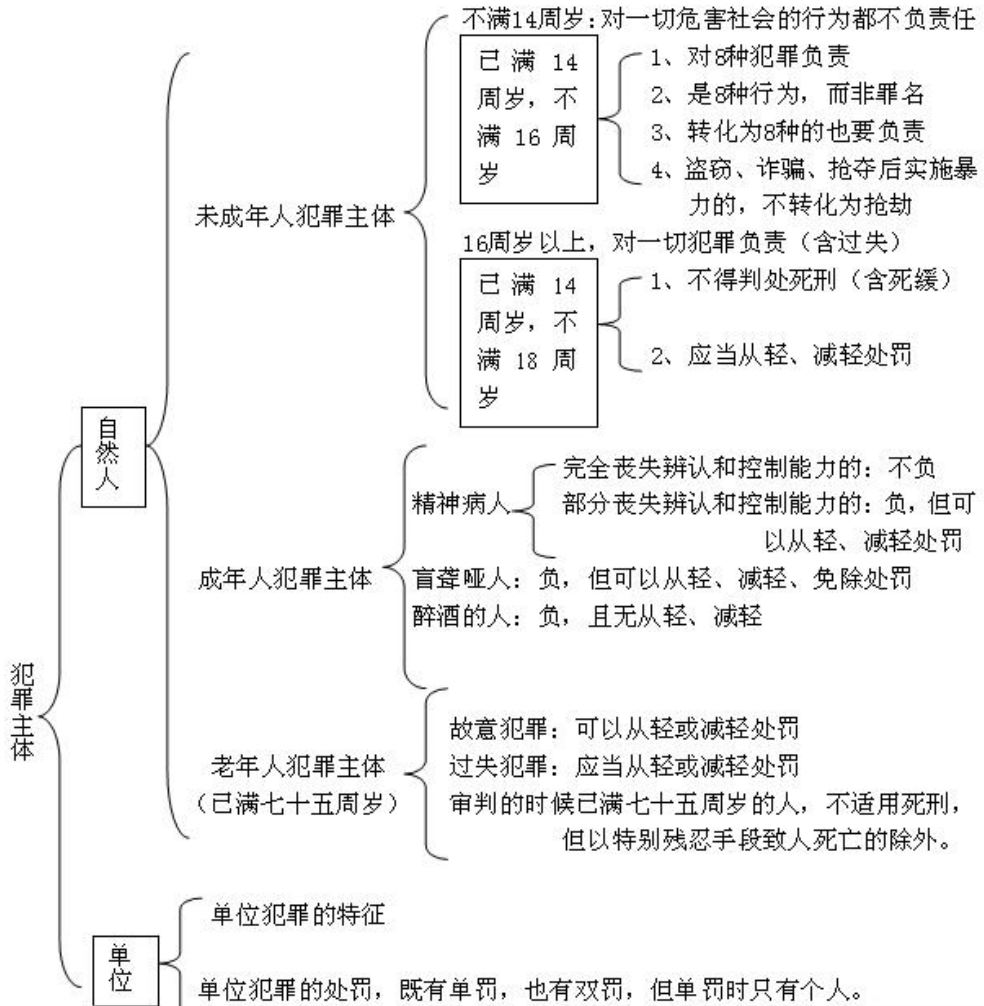 不满14周岁：对一切危害社会的行为都不负责任
已满 14
周岁，不
满 16 周
岁
1、对8种犯罪负责
2、是8种行为，而非罪名
3、转化为8种的也要负责
4、盗窃、诈骗、抢夺后实施暴
力的，不转化为抢劫
未成年人犯罪主体
16周岁以上，对一切犯罪负责（含过失）
已满 14
周岁，不
满 18 周
岁
1、不得判处死刑（含死缓）
2、应当从轻、减轻处罚
自然人
精神病人
完全丧失辨认和控制能力的：不负
部分丧失辨认和控制能力的：负，但可
以从轻、减轻处罚
成年人犯罪主体
盲聋哑人：负，但可以从轻、减轻、免除处罚
醉酒的人：负，且无从轻、减轻
犯罪主体
老年人犯罪主体
（已满七十五周岁）
故意犯罪：可以从轻或减轻处罚
过失犯罪：应当从轻或减轻处罚
审判的时候已满七十五周岁的人，不适用死刑，
但以特别残忍手段致人死亡的除外。
单位
单位犯罪的特征
单位犯罪的处罚，既有单罚，也有双罚，但单罚时只有个人。